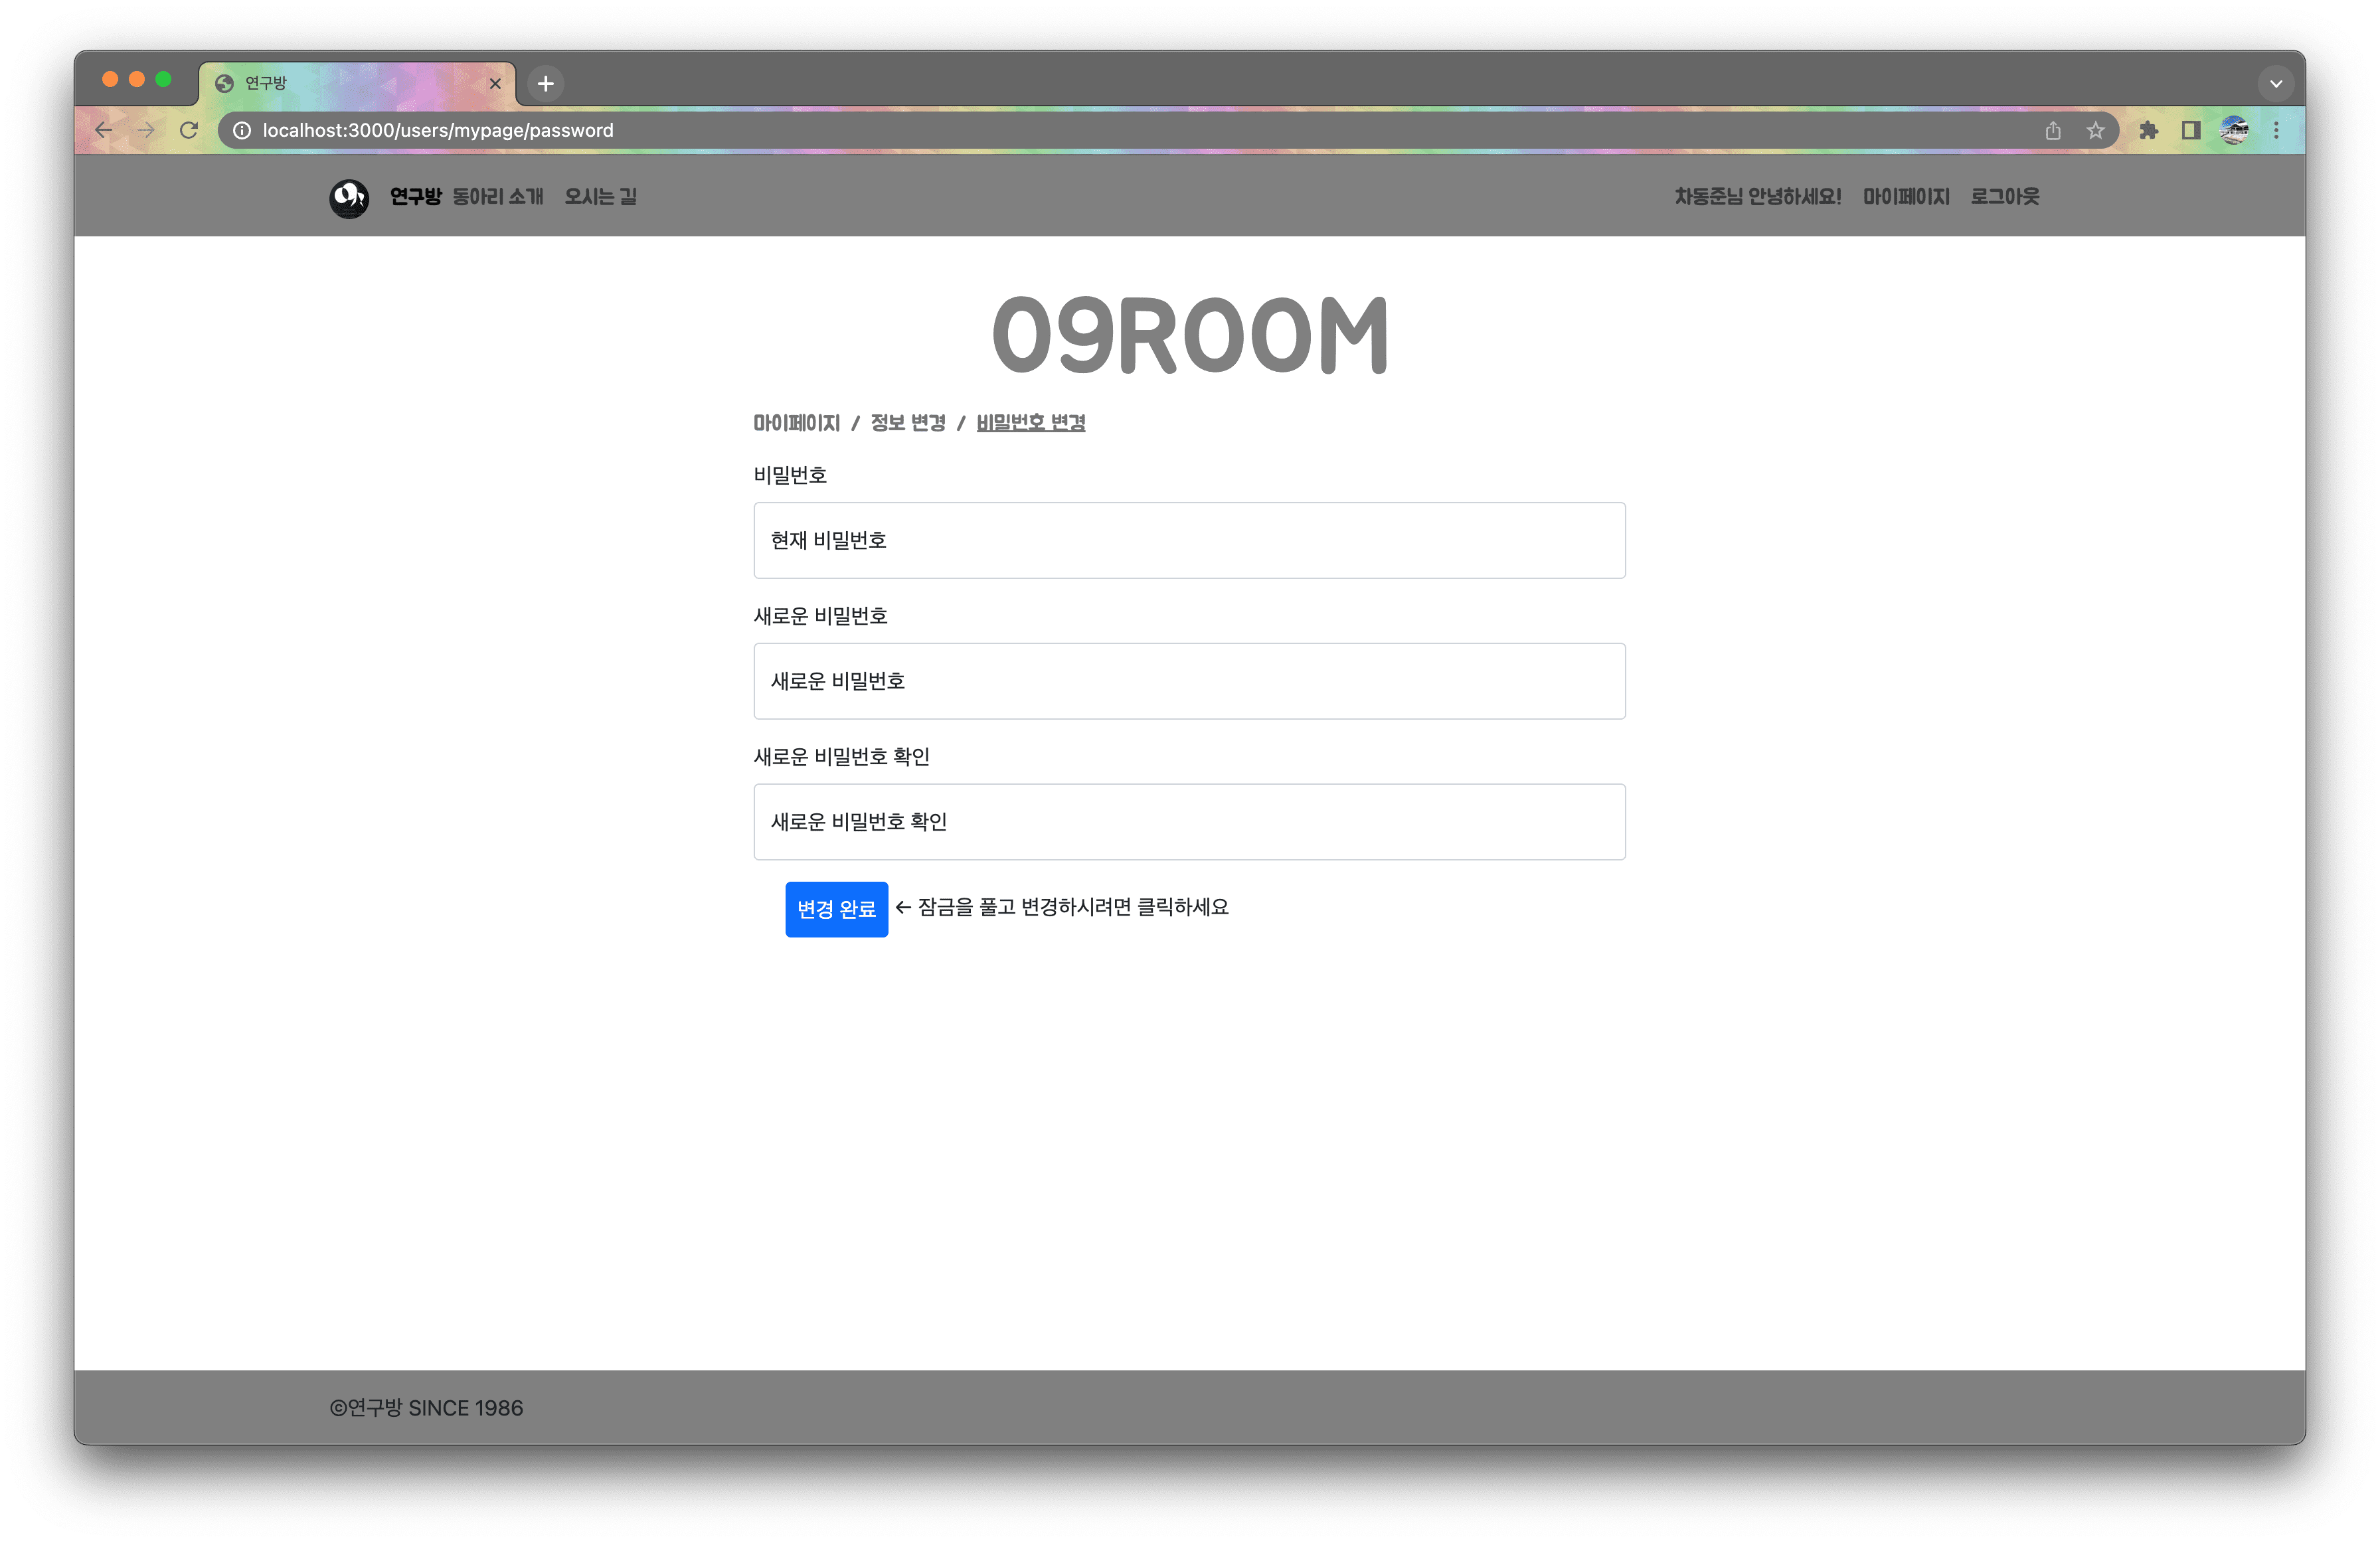 연구방
localhost:3000/users/mypage/password
연구방 동아리 소개 오시는 길 차동준님 안녕하세요! 마이페이지 로그아웃
09ROOM
마이페이지 / 정보 변경 / 비밀번호 변경
비밀번호
현재 비밀번호
새로운 비밀번호
새로운 비밀번호
새로운 비밀번호 확인
새로운 비밀번호 확인
변경 완료 ← 잠금을 풀고 변경하시려면 클릭하세요
©연구방 SINCE 1986